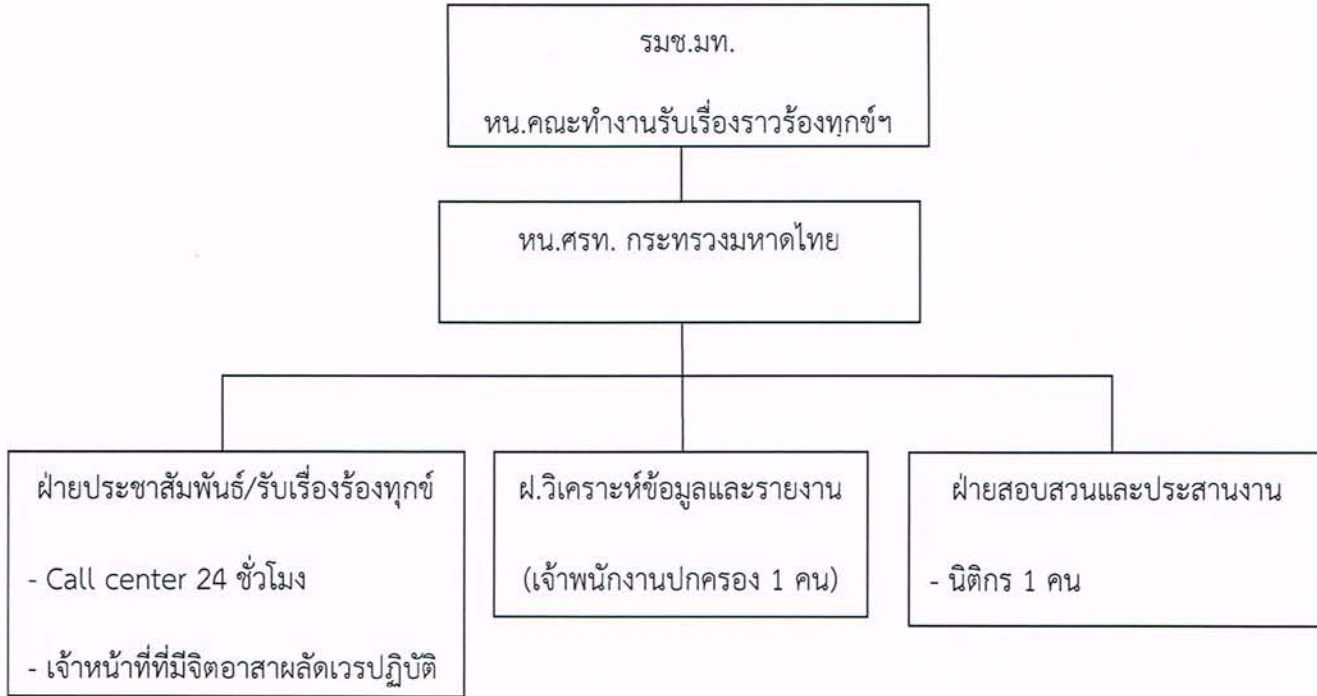 รมช.มท.
หน.คณะทำงานรับเรื่องราวร้องทุกข์ฯ
หน.ศรท. กระทรวงมหาดไทย
ฝ่ายประชาสัมพันธ์/รับเรื่องร้องทุกข์
- Call center 24 ชั่วโมง
- เจ้าหน้าที่ที่มีจิตอาสาผลัดเวรปฏิบัติ
ฝ.วิเคราะห์ข้อมูลและรายงาน
(เจ้าพนักงานปกครอง 1 คน)
ฝ่ายสอบสวนและประสานงาน
- นิติกร 1 คน